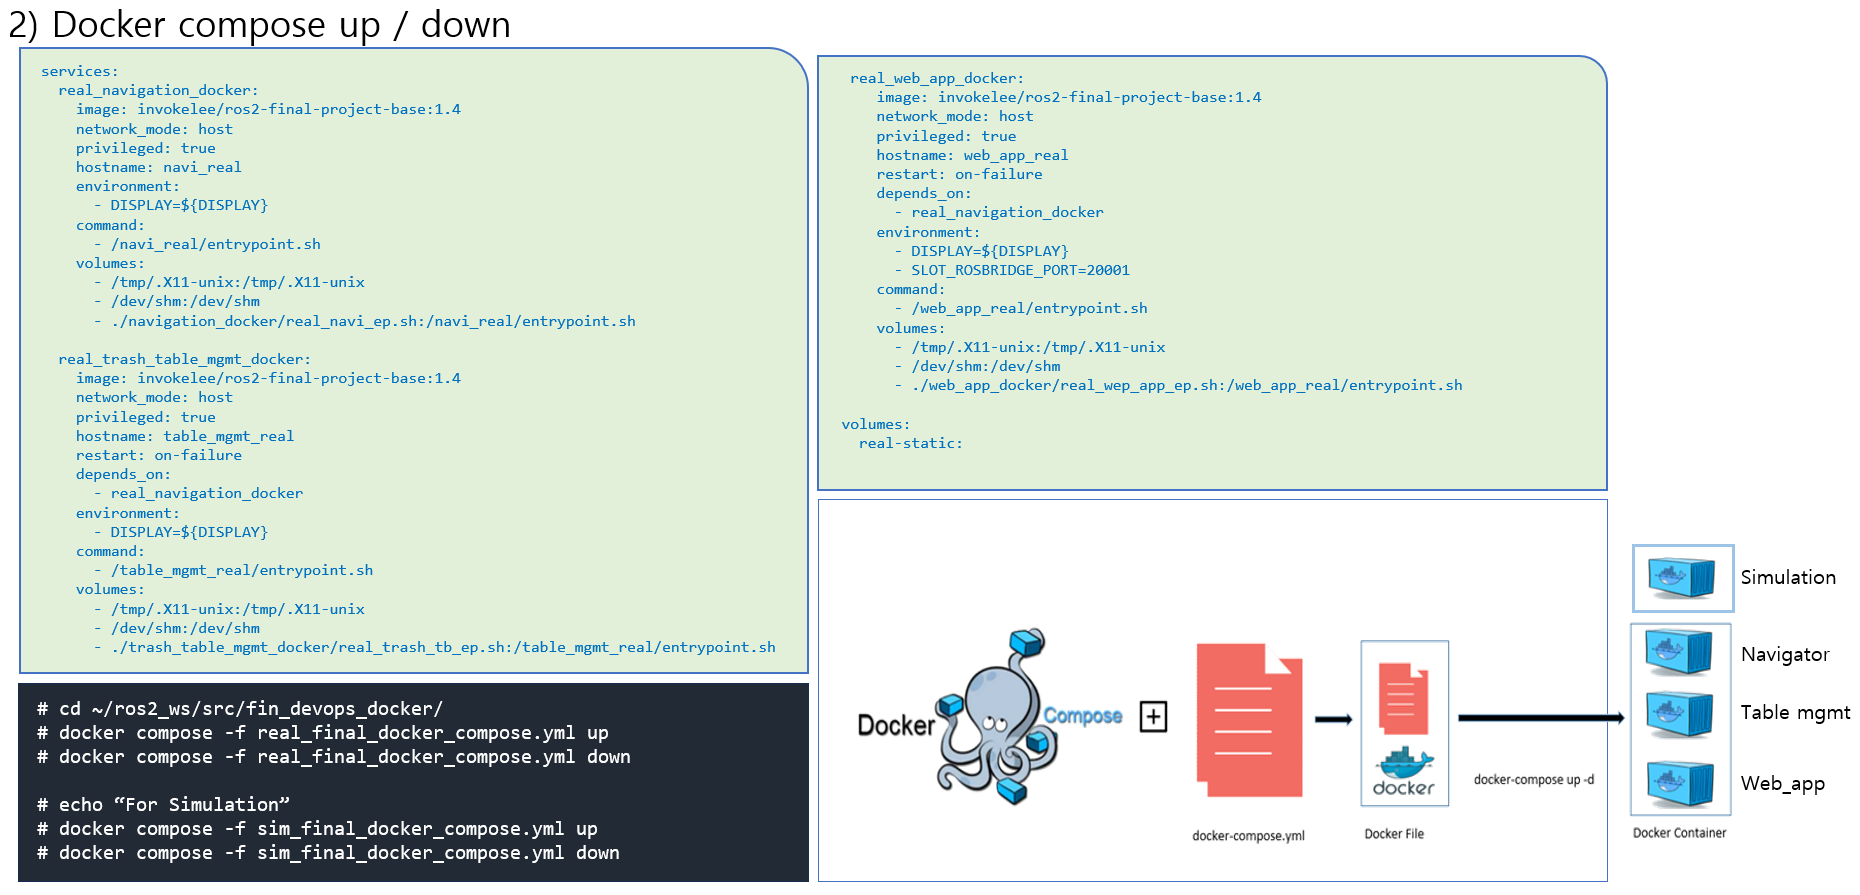 2) Docker compose up / down
services:
  real_navigation_docker:
    image: invokelee/ros2-final-project-base:1.4
    network_mode: host
    privileged: true
    hostname: navi_real
    environment:
      - DISPLAY=${DISPLAY}
    command:
      - /navi_real/entrypoint.sh
    volumes:
      - /tmp/.X11-unix:/tmp/.X11-unix
      - /dev/shm:/dev/shm
      - ./navigation_docker/real_navi_ep.sh:/navi_real/entrypoint.sh
  real_trash_table_mgmt_docker:
    image: invokelee/ros2-final-project-base:1.4
    network_mode: host
    privileged: true
    hostname: table_mgmt_real
    restart: on-failure
    depends_on:
      - real_navigation_docker
    environment:
      - DISPLAY=${DISPLAY}
    command:
      - /table_mgmt_real/entrypoint.sh
    volumes:
      - /tmp/.X11-unix:/tmp/.X11-unix
      - /dev/shm:/dev/shm
      - ./trash_table_mgmt_docker/real_trash_tb_ep.sh:/table_mgmt_real/entrypoint.sh
  real_web_app_docker:
    image: invokelee/ros2-final-project-base:1.4
    network_mode: host
    privileged: true
    hostname: web_app_real
    restart: on-failure
    depends_on:
      - real_navigation_docker
    environment:
      - DISPLAY=${DISPLAY}
      - SLOT_ROSBRIDGE_PORT=20001
    command:
      - /web_app_real/entrypoint.sh
    volumes:
      - /tmp/.X11-unix:/tmp/.X11-unix
      - /dev/shm:/dev/shm
      - ./web_app_docker/real_wep_app_ep.sh:/web_app_real/entrypoint.sh
volumes:
  real-static:
# cd ~/ros2_ws/src/fin_devops_docker/
# docker compose -f real_final_docker_compose.yml up
# docker compose -f real_final_docker_compose.yml down
# echo “For Simulation”
# docker compose -f sim_final_docker_compose.yml up
# docker compose -f sim_final_docker_compose.yml down
Docker Compose
docker-compose.yml
docker
Docker File
docker-compose up -d
Simulation
Navigator
Table mgmt
Web_app
Docker Container